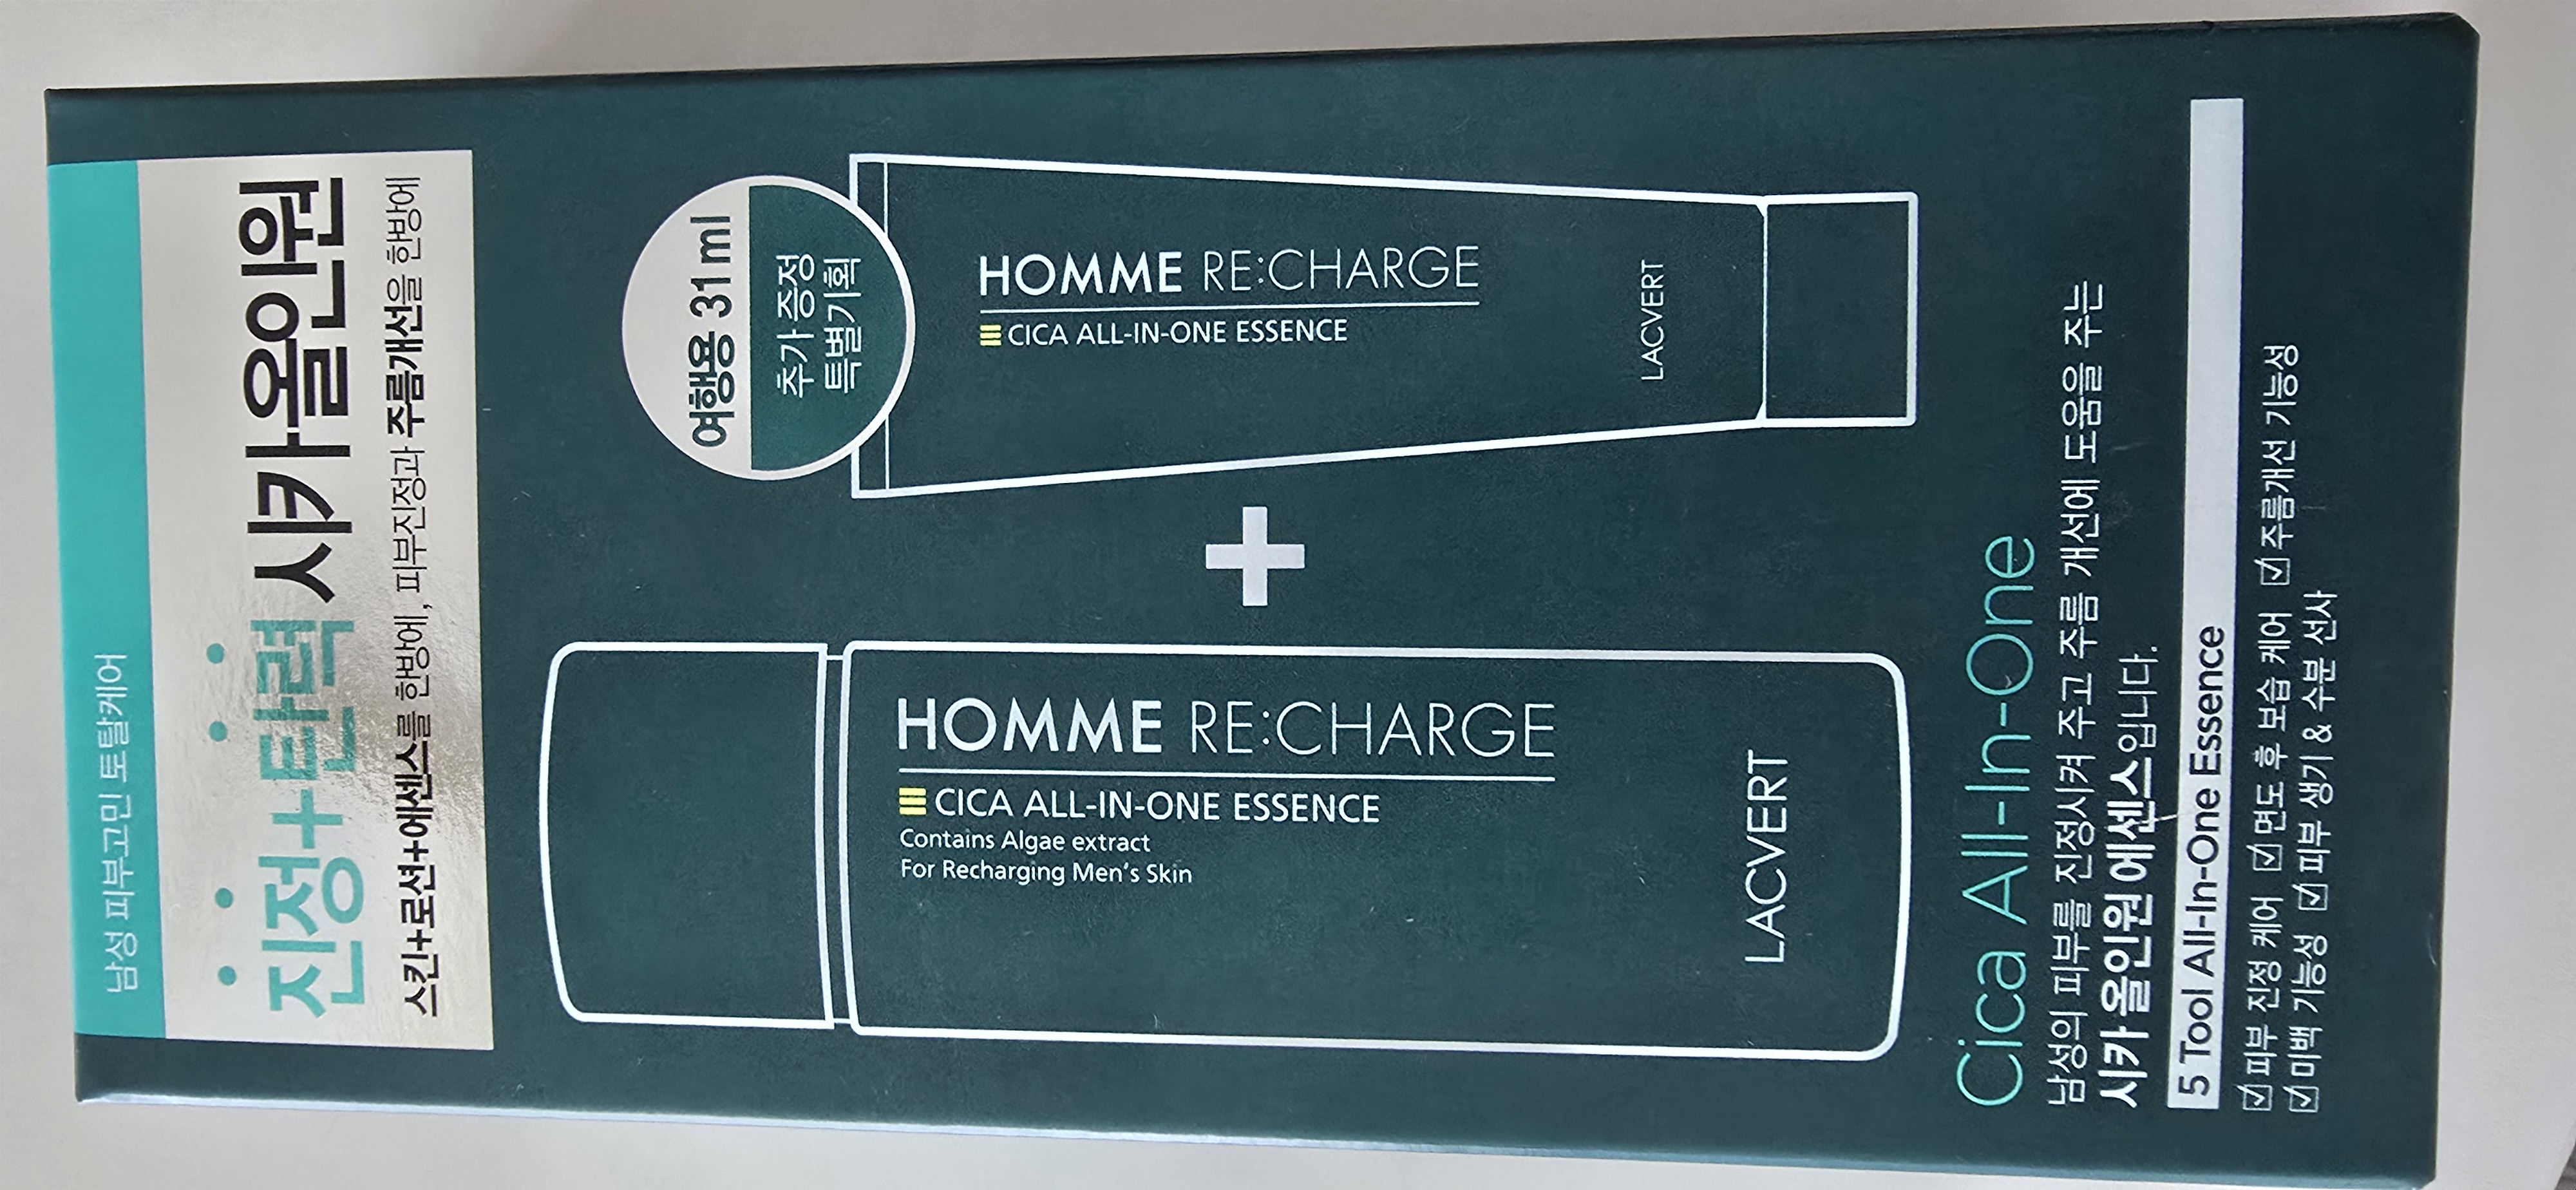 남성 피부고민 토탈케어
진정+탄력 시카올인원
스킨+로션+에센스를 한방에, 피부진정과 주름개선을 한방에
여행용 31ml
추가 증정
특별기획
HOMME RE:CHARGE
CICA ALL-IN-ONE ESSENCE
Contains Algae extract
For Recharging Men's Skin
LACVERT
+
HOMME RE:CHARGE
CICA ALL-IN-ONE ESSENCE
LACVERT
Cica All-In-One
남성의 피부를 진정시켜 주고 주름 개선에 도움을 주는
시카 올인원 에센스입니다.
5 Tool All-In-One Essence
☑ 피부 진정 케어 ☑ 면도 후 보습 케어 ☑ 주름개선 기능성
☑ 미백 기능성 ☑ 피부 생기 & 수분 선사